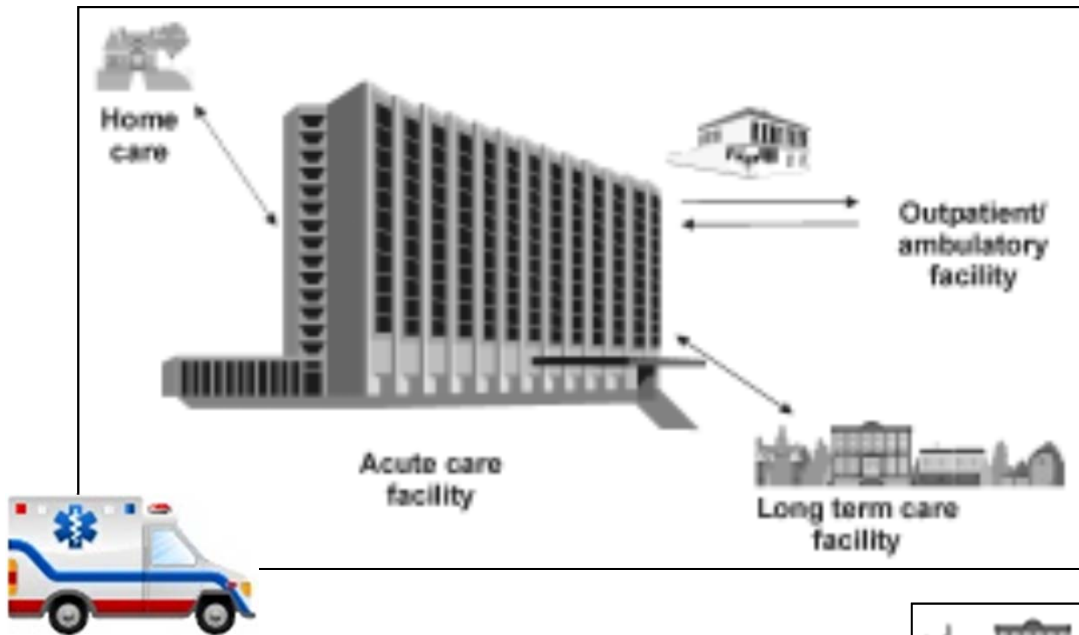 Home
care
Outpatient/
ambulatory
facility
Acute care
facility
Long term care
facility